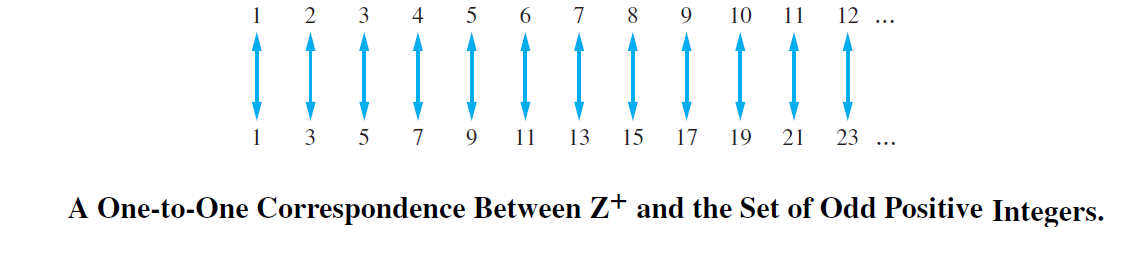 1 2 3 4 5 6 7 8 9 10 11 12 ...
1 3 5 7 9 11 13 15 17 19 21 23 ...
A One-to-One Correspondence Between Z⁺ and the Set of Odd Positive Integers.